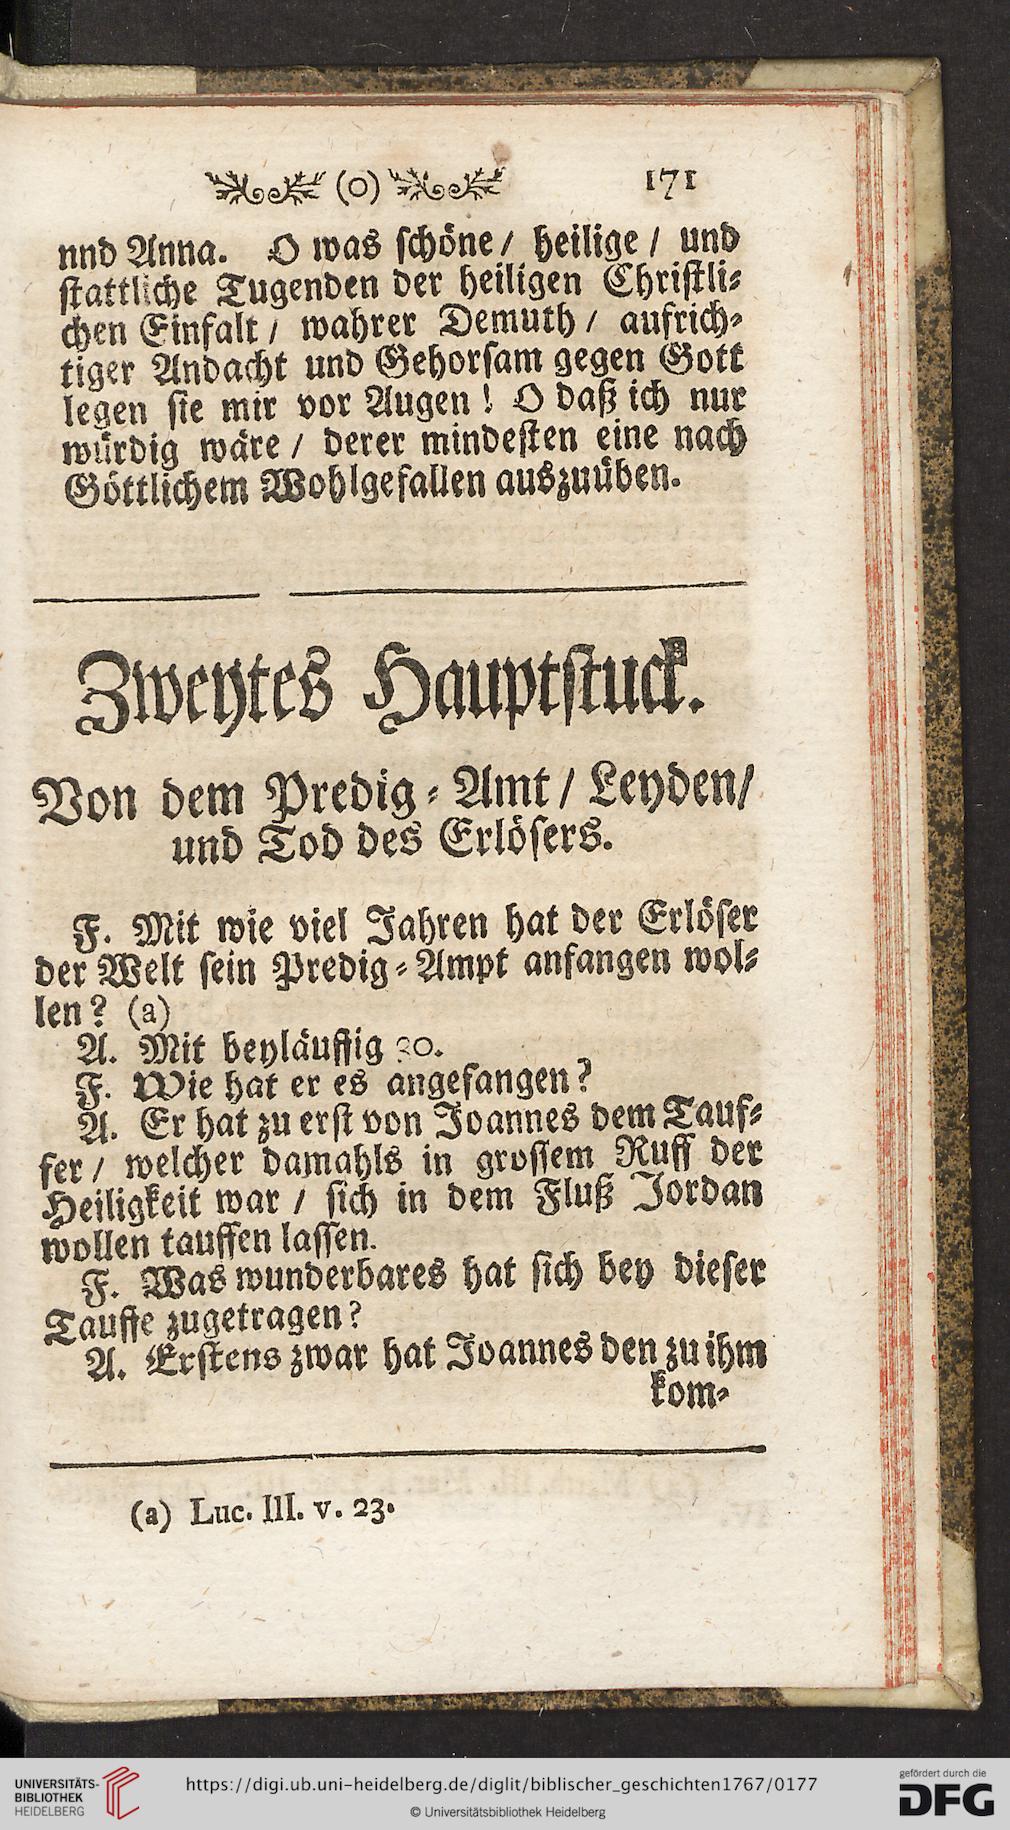 (o) 171
nnd Anna. O was schöne / heilige / und
stattliche Tugenden der heiligen Christli-
chen Einfalt / wahrer Demuth / aufrich-
tiger Andacht und Gehorsam gegen Gott
legen sie mir vor Augen! O daß ich nur
würdig wäre / derer mindesten eine nach
Göttlichem Wohlgefallen auszuüben.
Zweytes Hauptstuck.
Von dem Predig-Amt / Leyden /
und Tod des Erlösers.
F. Mit wie viel Jahren hat der Erlöser
der Welt sein Predig-Ampt anfangen wol-
len? (a)
A. Mit beyläuffig 30.
F. Wie hat er es angefangen?
A. Er hat zu erst von Joannes dem Tauf-
fer / welcher damahls in grossem Ruff der
Heiligkeit war / sich in dem Fluß Jordan
wollen tauffen lassen.
F. Was wunderbares hat sich bey dieser
Tauffe zugetragen?
A. Erstens zwar hat Joannes den zu ihm
kom-
(a) Luc. III. v. 23.
UNIVERSITÄTS-
BIBLIOTHEK
HEIDELBERG
https://digi.ub.uni-heidelberg.de/diglit/biblischer_geschichten1767/0177
© Universitätsbibliothek Heidelberg
gefördert durch die
DFG